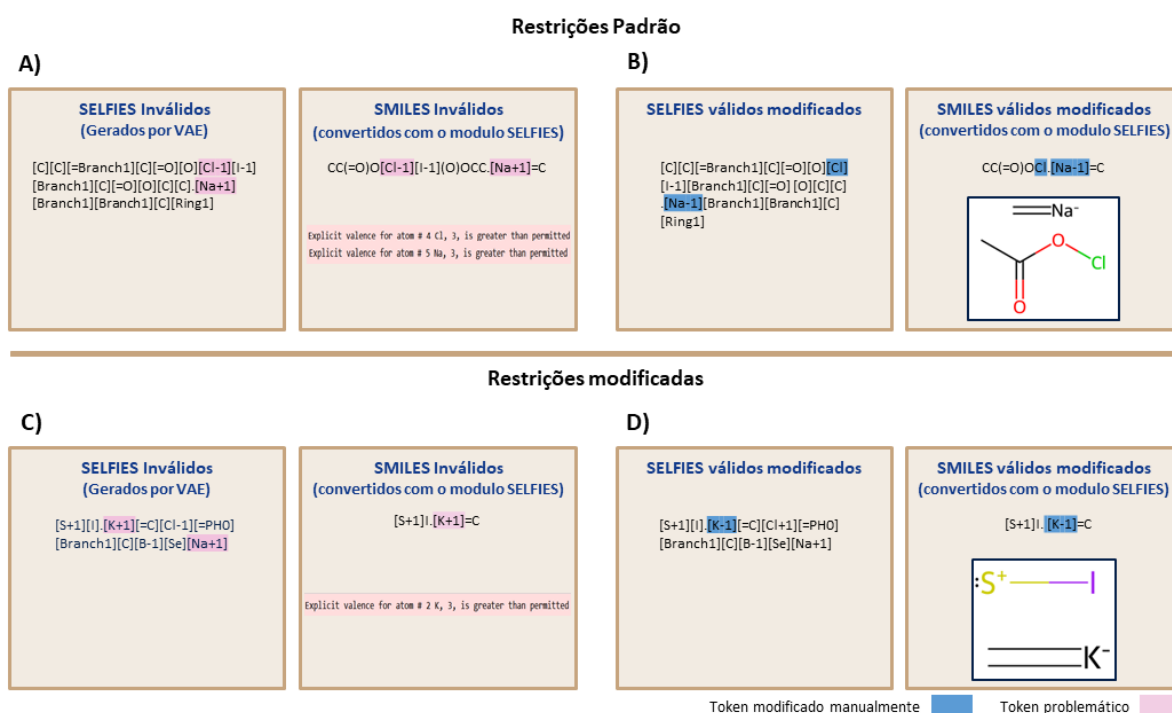 Restrições Padrão
A)
SELFIES Inválidos
(Gerados por VAE)
[C][C][=Branch1][C][=O][O][Cl-1][I-1]
[Branch1][C][=O][O][C][C].[Na+1]
[Branch1][Branch1][C][Ring1]
SMILES Inválidos
(convertidos com o modulo SELFIES)
CC(=O)O[Cl-1][I-1](O)OCC.[Na+1]=C
Explicit valence for atom # 4 Cl, 3, is greater than permitted
Explicit valence for atom # 5 Na, 3, is greater than permitted
B)
SELFIES válidos modificados
[C][C][=Branch1][C][=O][O][Cl]
[I-1][Branch1][C][=O] [O][C][C]
.[Na-1][Branch1][Branch1][C]
[Ring1]
SMILES válidos modificados
(convertidos com o modulo SELFIES)
CC(=O)OCl.[Na-1]=C
Na-
O
Cl
O
Restrições modificadas
C)
SELFIES Inválidos
(Gerados por VAE)
[S+1][I].[K+1][=C][Cl-1][=PH0]
[Branch1][C][B-1][Se][Na+1]
SMILES Inválidos
(convertidos com o modulo SELFIES)
[S+1]I.[K+1]=C
Explicit valence for atom # 2 K, 3, is greater than permitted
D)
SELFIES válidos modificados
[S+1][I].[K-1][=C][Cl+1][=PH0]
[Branch1][C][B-1][Se][Na+1]
SMILES válidos modificados
(convertidos com o modulo SELFIES)
[S+1]I.[K-1]=C
:S+ I
K-
Token modificado manualmente Token problemático